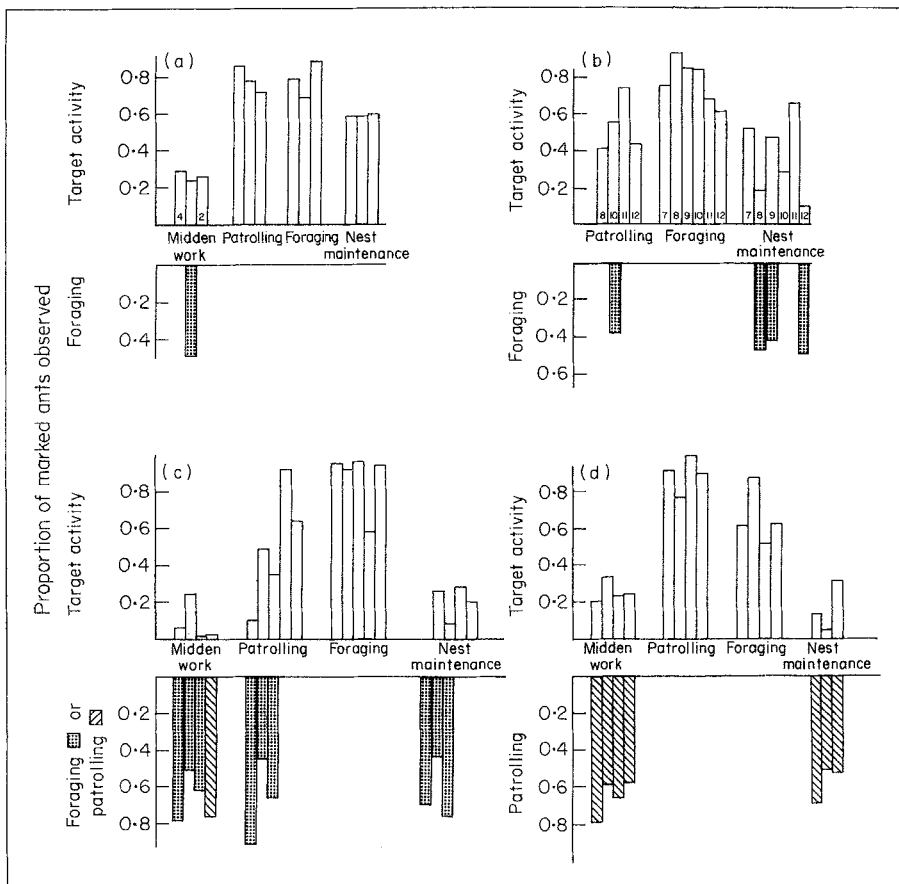 Proportion of marked ants observed
(a)
Target activity
0·8
0·6
0·4
0·2
4 2
Midden work
Patrolling
Foraging
Nest maintenance
Foraging
0·2
0·4
(b)
Target activity
0·8
0·6
0·4
0·2
8 10 11 12
7 8 9 10 11 12
7 8 9 10 11 12
Patrolling
Foraging
Nest
maintenance
Foraging
0·2
0·4
0·6
(c)
Target activity
0·8
0·6
0·4
0·2
Midden
work
Patrolling
Foraging
Nest
maintenance
Foraging or
patrolling
0·2
0·4
0·6
0·8
(d)
Target activity
0·8
0·6
0·4
0·2
Midden
work
Patrolling
Foraging
Nest
maintenance
Patrolling
0·2
0·4
0·6
0·8